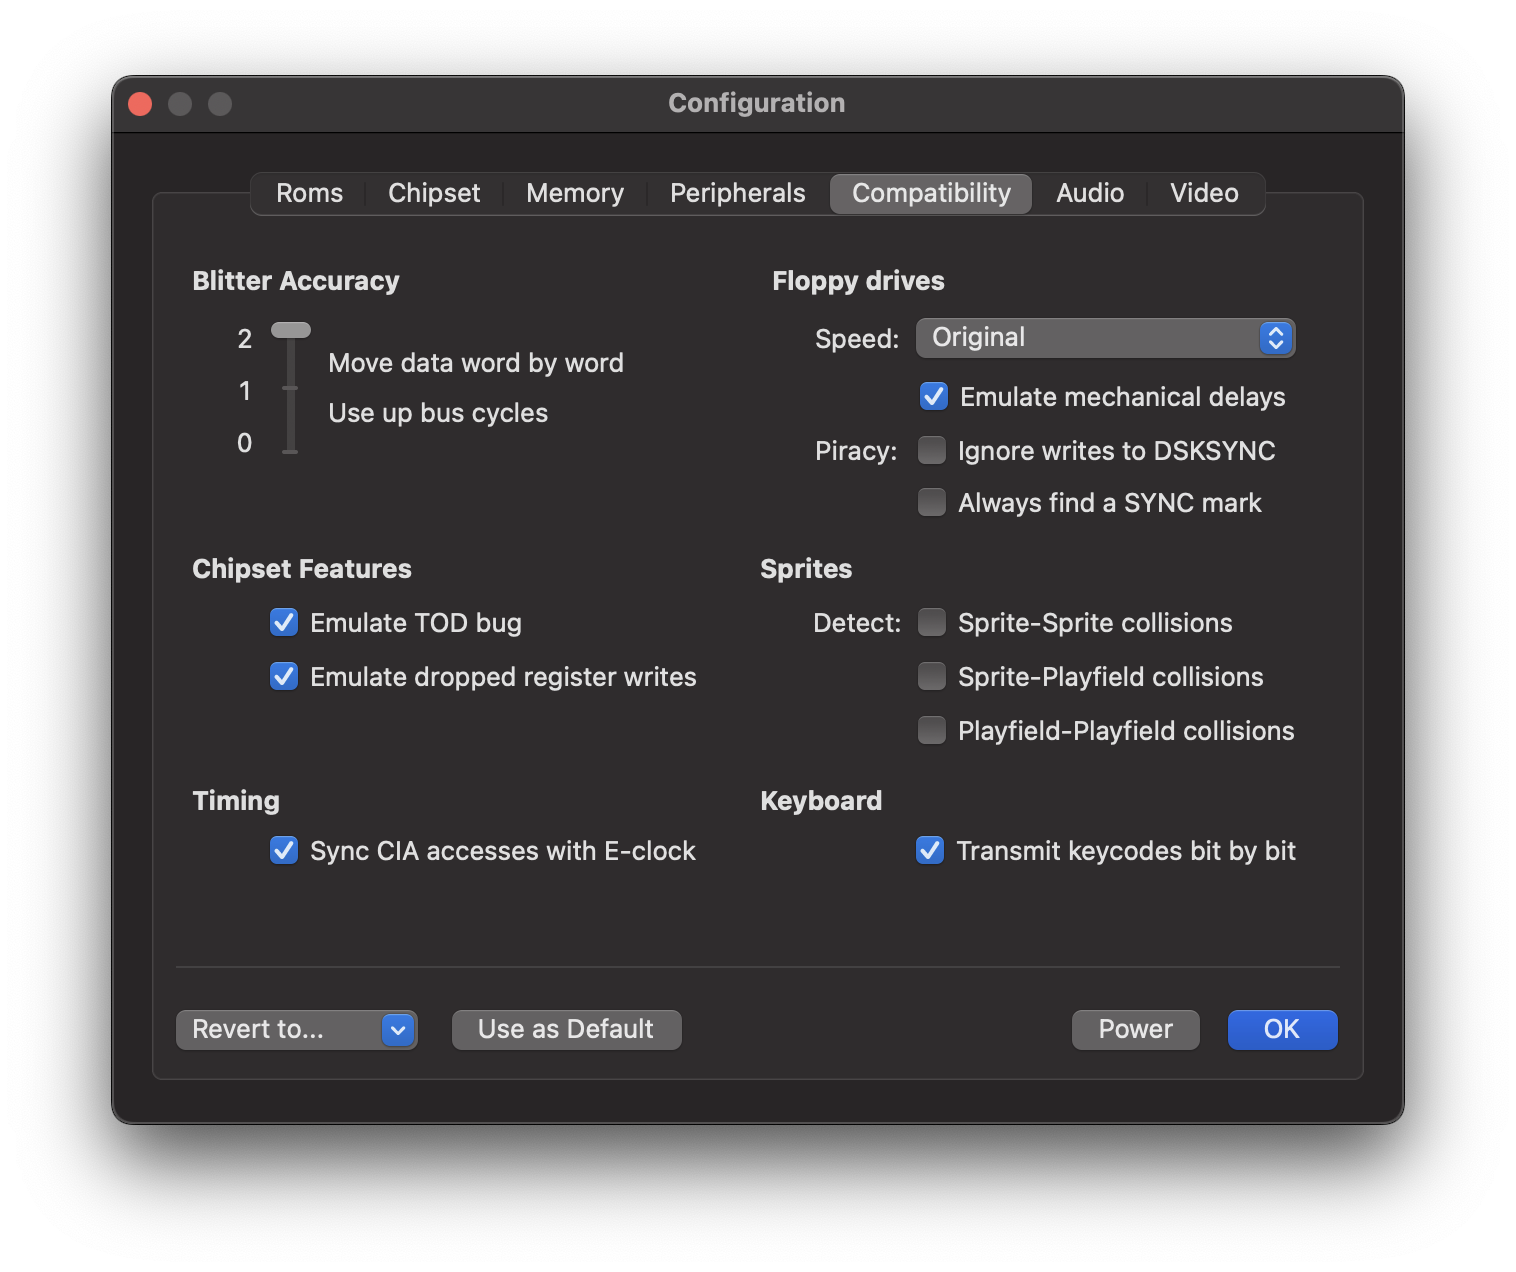 Configuration
Roms Chipset Memory Peripherals Compatibility Audio Video
Blitter Accuracy
2
Move data word by word
1
Use up bus cycles
0
Floppy drives
Speed: Original
Emulate mechanical delays
Piracy: Ignore writes to DSKSYNC
Always find a SYNC mark
Chipset Features
Emulate TOD bug
Emulate dropped register writes
Sprites
Detect: Sprite-Sprite collisions
Sprite-Playfield collisions
Playfield-Playfield collisions
Timing
Sync CIA accesses with E-clock
Keyboard
Transmit keycodes bit by bit
Revert to... Use as Default Power OK